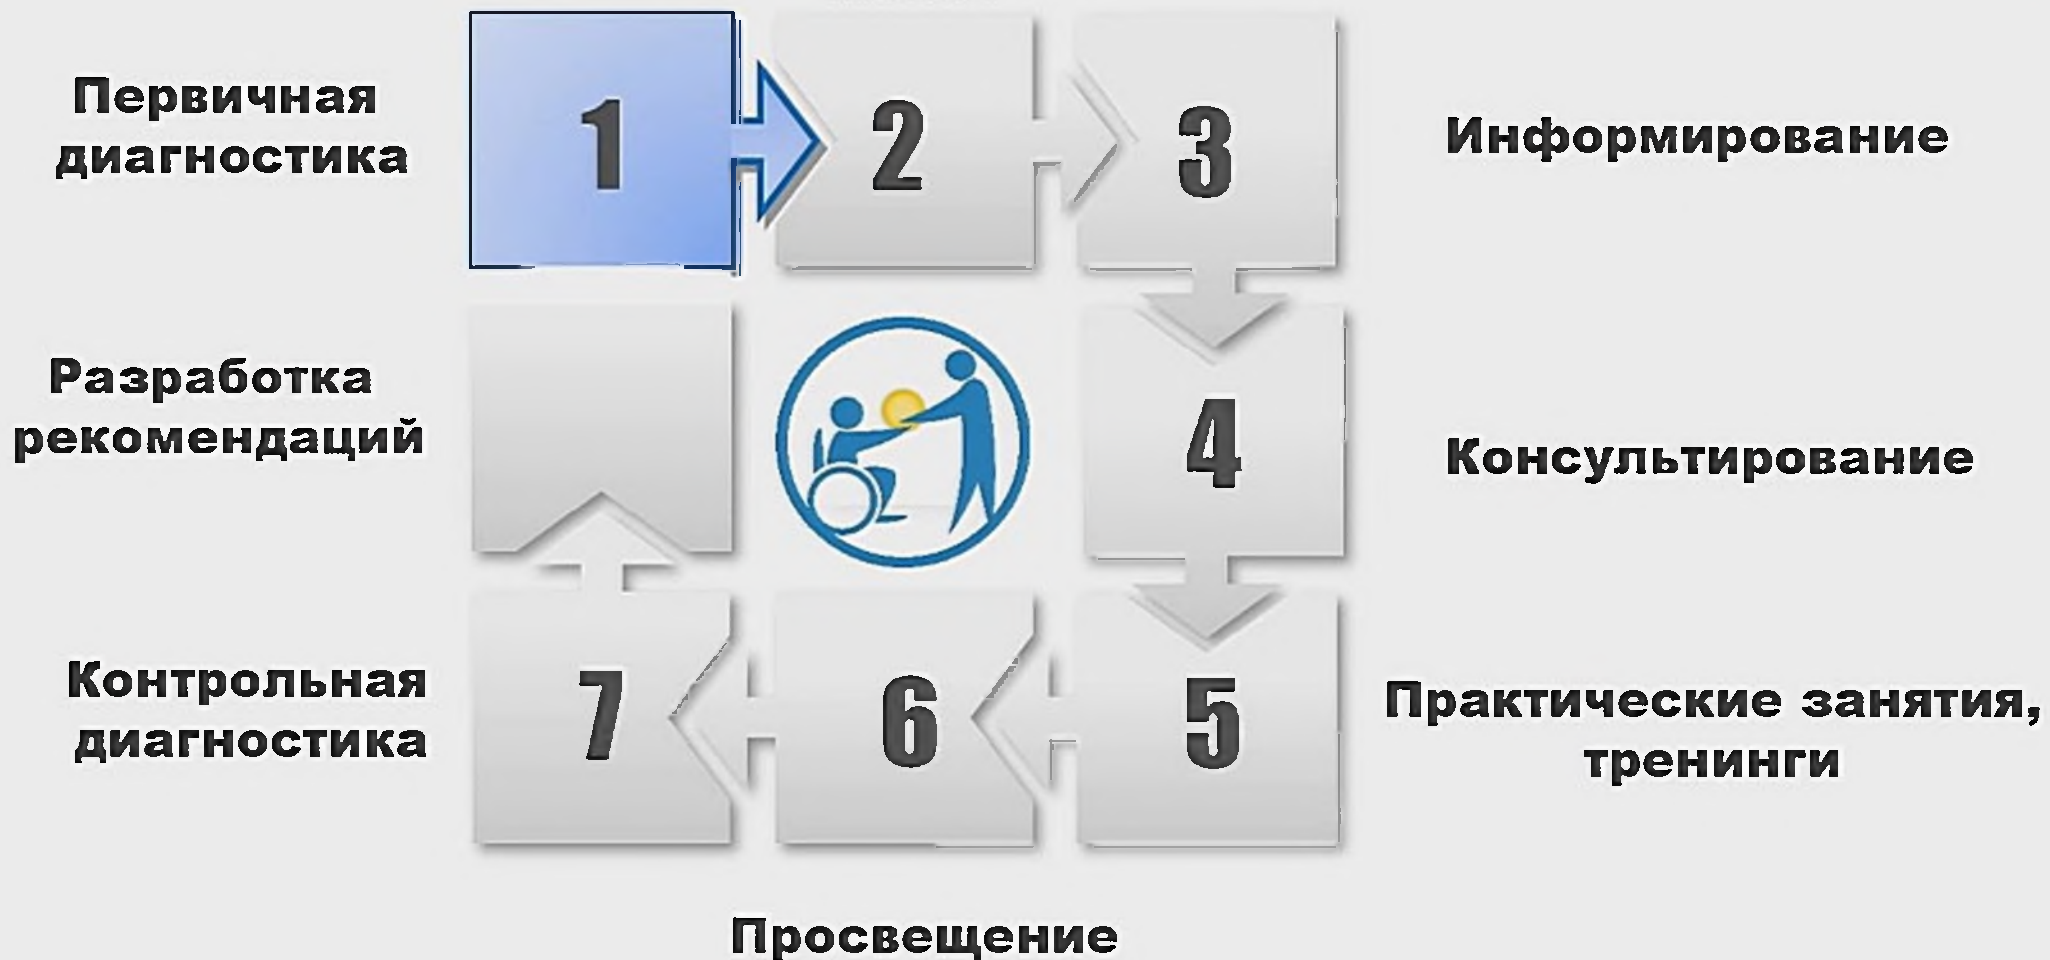 Первичная
диагностика
1
2
3
Информирование
Разработка
рекомендаций
4
Консультирование
Контрольная
диагностика
7
6
5
Практические занятия,
тренинги
Просвещение